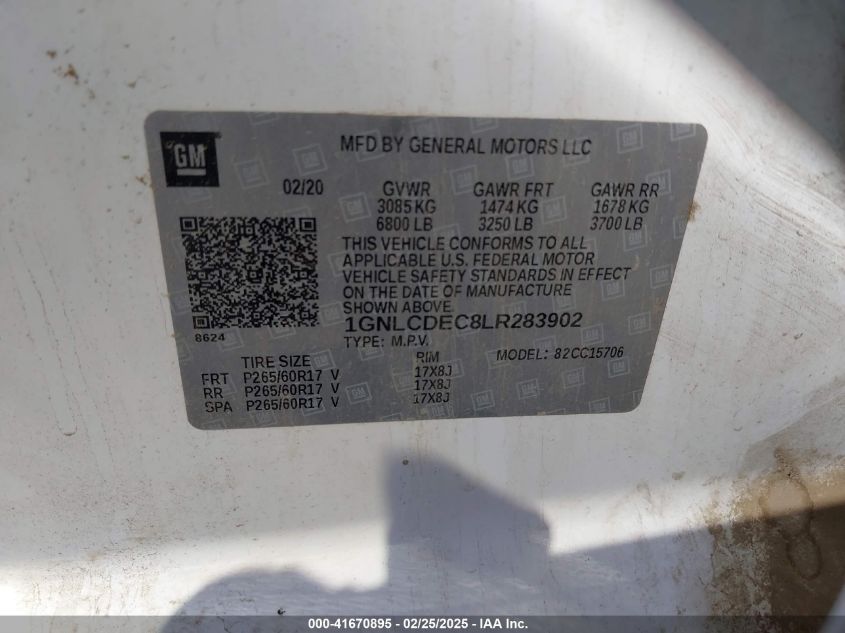 GM
MFD BY GENERAL MOTORS LLC
02/20 GVWR GAWR FRT GAWR RR
3085 KG 1474 KG 1678 KG
6800 LB 3250 LB 3700 LB
THIS VEHICLE CONFORMS TO ALL
APPLICABLE U.S. FEDERAL MOTOR
VEHICLE SAFETY STANDARDS IN EFFECT
ON THE DATE OF MANUFACTURE
SHOWN ABOVE.
8624
1GNLCDEC8LR283902
TYPE: M.P.V. MODEL: 82CC15706
TIRE SIZE RIM
FRT P265/60R17 V 17X8J
RR P265/60R17 V 17X8J
SPA P265/60R17 V 17X8J
000-41670895 - 02/25/2025 - IAA Inc.